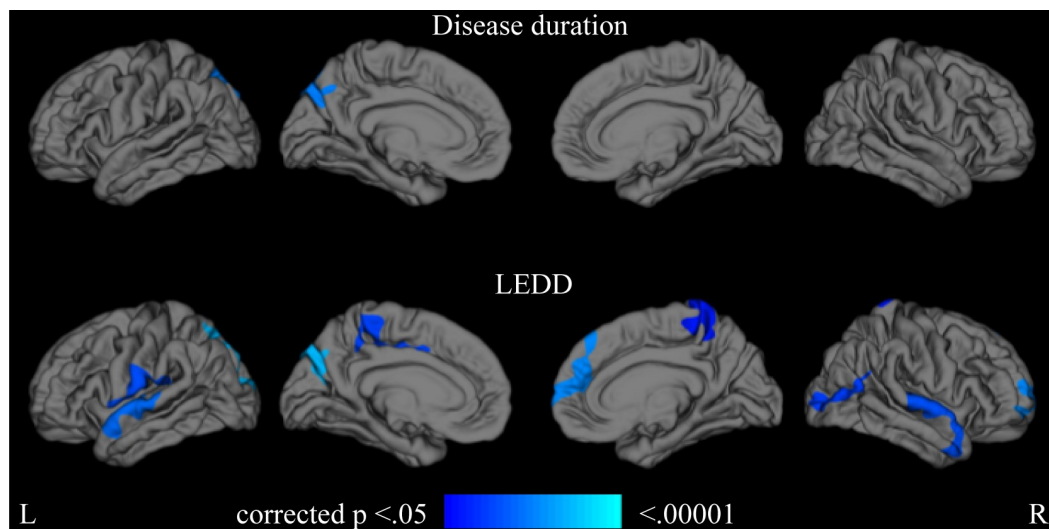 Disease duration
LEDD
L corrected p <.05 <.00001 R